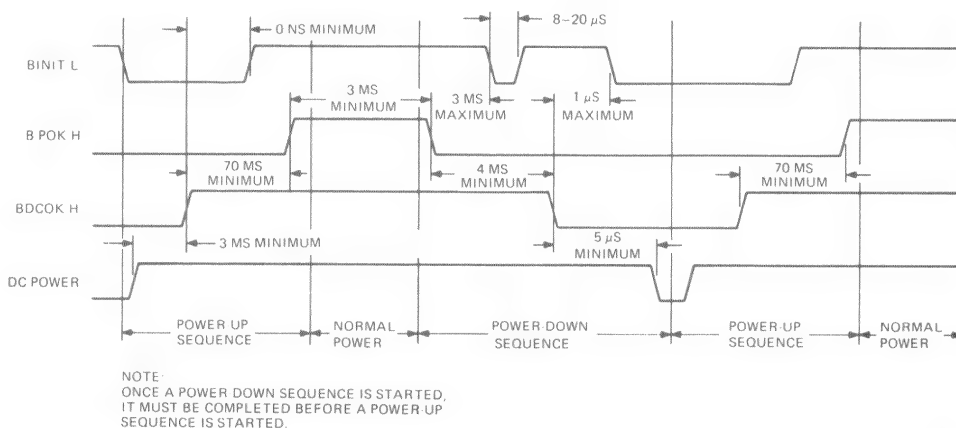 8-20 µS
0 NS MINIMUM
BINIT L
3 MS
MINIMUM
3 MS
MAXIMUM
1 µS
MAXIMUM
B POK H
70 MS
MINIMUM
4 MS
MINIMUM
70 MS
MINIMUM
BDCOK H
3 MS MINIMUM
5 µS
MINIMUM
DC POWER
POWER UP
SEQUENCE
NORMAL
POWER
POWER-DOWN
SEQUENCE
POWER-UP
SEQUENCE
NORMAL
POWER
NOTE:
ONCE A POWER DOWN SEQUENCE IS STARTED,
IT MUST BE COMPLETED BEFORE A POWER-UP
SEQUENCE IS STARTED.